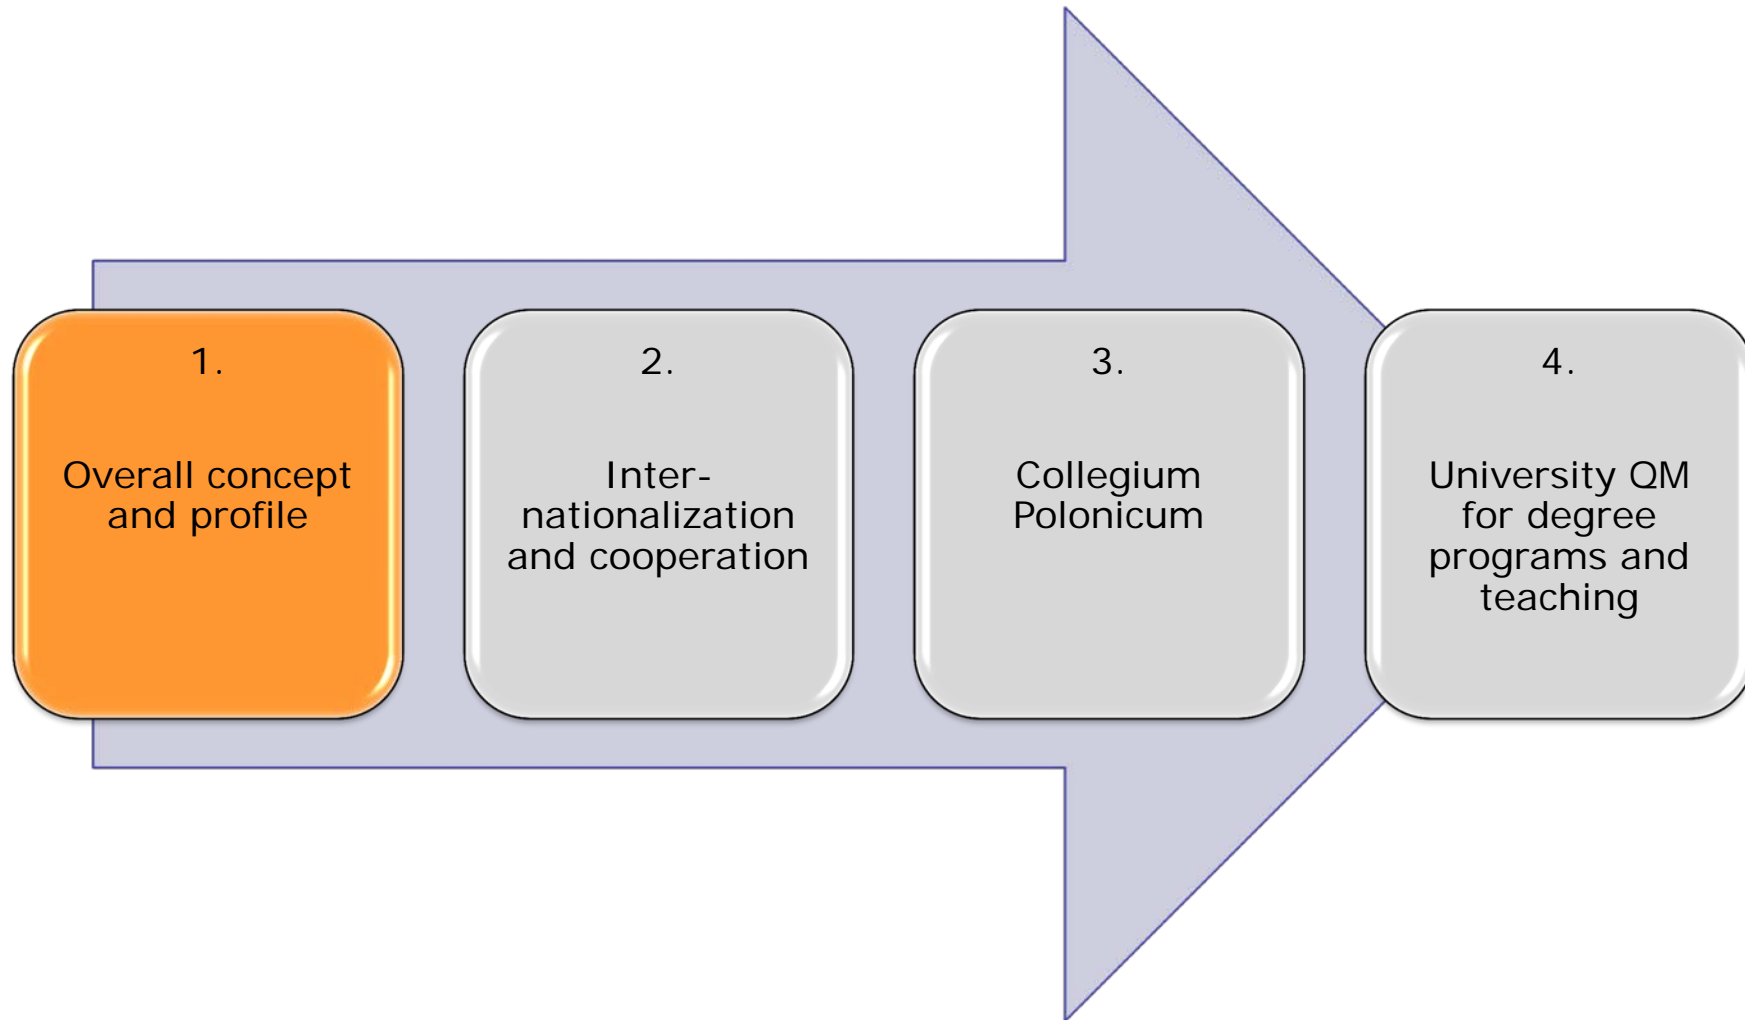 1.
Overall concept
and profile
2.
Inter-
nationalization
and cooperation
3.
Collegium
Polonicum
4.
University QM
for degree
programs and
teaching